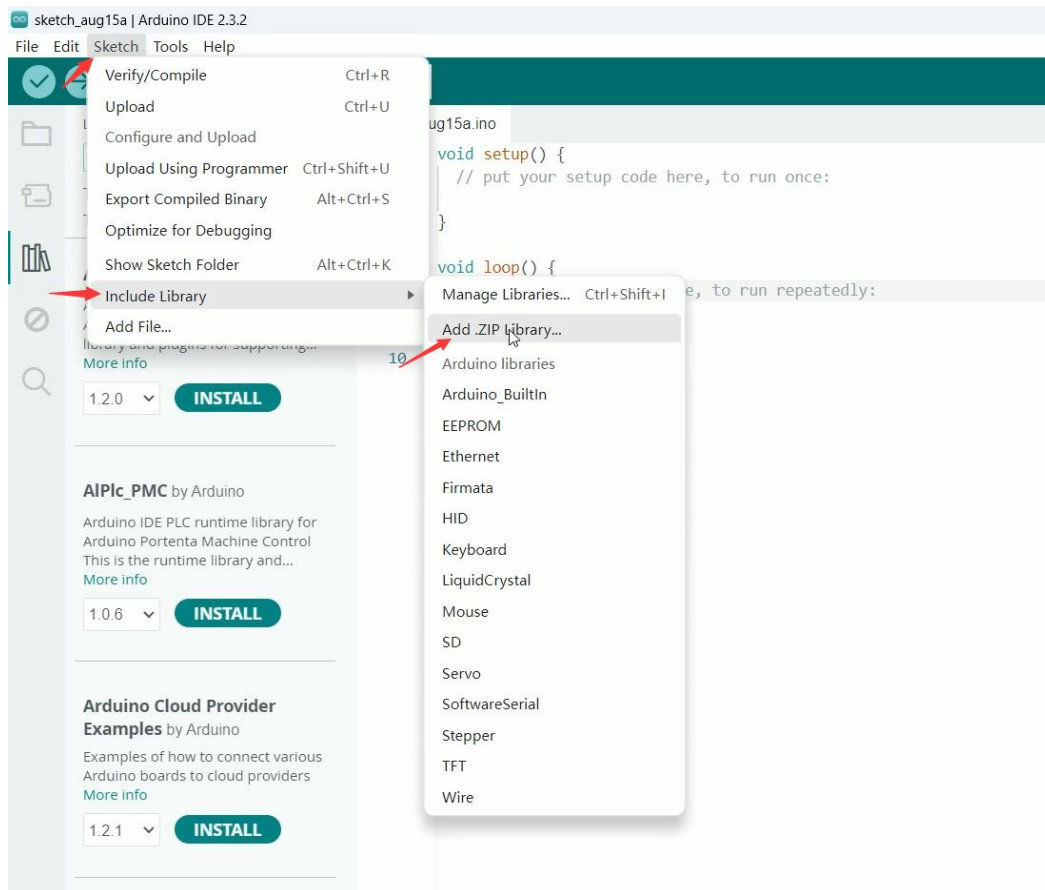 sketch_aug15a | Arduino IDE 2.3.2
File Edit Sketch Tools Help
Verify/Compile Ctrl+R
Upload Ctrl+U
Configure and Upload
Upload Using Programmer Ctrl+Shift+U
Export Compiled Binary Alt+Ctrl+S
Optimize for Debugging
Show Sketch Folder Alt+Ctrl+K
Include Library
Add File...
Manage Libraries... Ctrl+Shift+I
Add .ZIP Library...
Arduino libraries
Arduino_BuiltIn
EEPROM
Ethernet
Firmata
HID
Keyboard
LiquidCrystal
Mouse
SD
Servo
SoftwareSerial
Stepper
TFT
Wire
ug15a.ino
void setup() {
// put your setup code here, to run once:
}
void loop() {
e, to run repeatedly:
10
library and plugins for supporting...
More info
1.2.0 INSTALL
AIPlc_PMC by Arduino
Arduino IDE PLC runtime library for
Arduino Portenta Machine Control
This is the runtime library and...
More info
1.0.6 INSTALL
Arduino Cloud Provider
Examples by Arduino
Examples of how to connect various
Arduino boards to cloud providers
More info
1.2.1 INSTALL